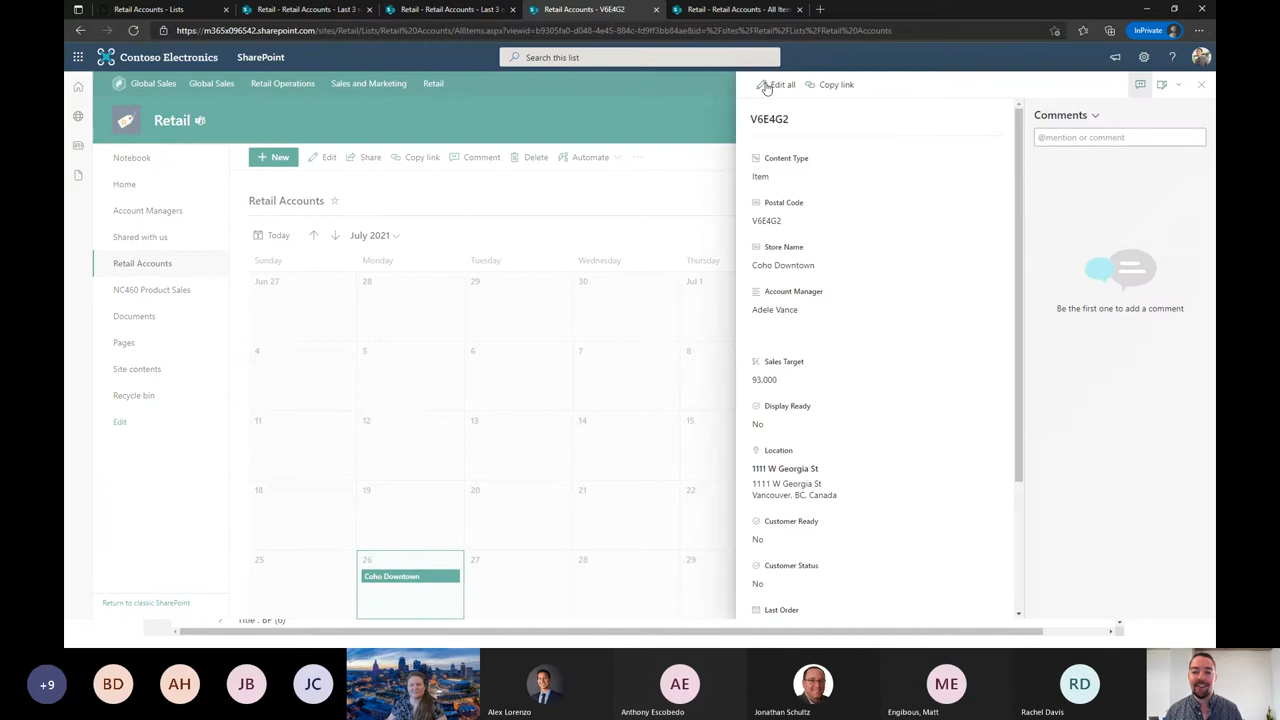 Retail Accounts - Lists
Retail - Retail Accounts - Last 3 m
Retail - Retail Accounts - Last 3 m
Retail Accounts - V6E4G2
Retail - Retail Accounts - All Item
https://m365x096542.sharepoint.com/sites/Retail/Lists/Retail%20Accounts/AllItems.aspx?viewid=b9305fa0-d048-4e45-884c-fd9ff3bb84ae&id=%2Fsites%2FRetail%2FLists%2FRetail%20Accounts
InPrivate
Contoso Electronics
SharePoint
Search this list
Global Sales
Global Sales
Retail Operations
Sales and Marketing
Retail
Retail
Notebook
Home
Account Managers
Shared with us
Retail Accounts
NC460 Product Sales
Documents
Pages
Site contents
Recycle bin
Edit
Return to classic SharePoint
New Edit Share Copy link Comment Delete Automate
Retail Accounts
Today July 2021
Sunday Monday Tuesday Wednesday Thursday
Jun 27 28 29 30 Jul 1
4 5 6 7 8
11 12 13 14 15
18 19 20 21 22
25 26 27 28 29
Coho Downtown
Edit all Copy link
V6E4G2
Content Type
Item
Postal Code
V6E4G2
Store Name
Coho Downtown
Account Manager
Adele Vance
Sales Target
93,000
Display Ready
No
Location
1111 W Georgia St
1111 W Georgia St
Vancouver, BC, Canada
Customer Ready
No
Customer Status
No
Last Order
Comments
@mention or comment
Be the first one to add a comment
Title : BP (6)
+9
BD
AH
JB
JC
Alex Lorenzo
AE
Anthony Escobedo
Jonathan Schultz
ME
Engibous, Matt
RD
Rachel Davis